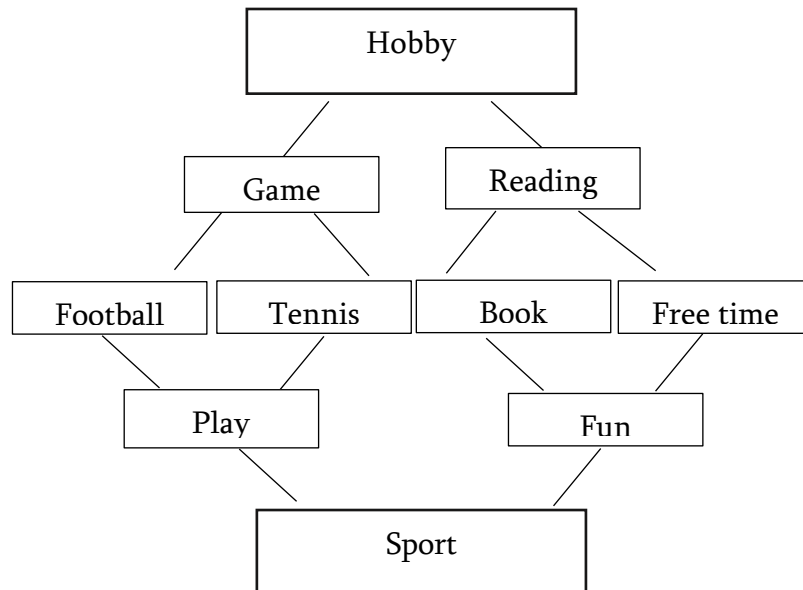 Hobby
Game
Reading
Football
Tennis
Book
Free time
Play
Fun
Sport